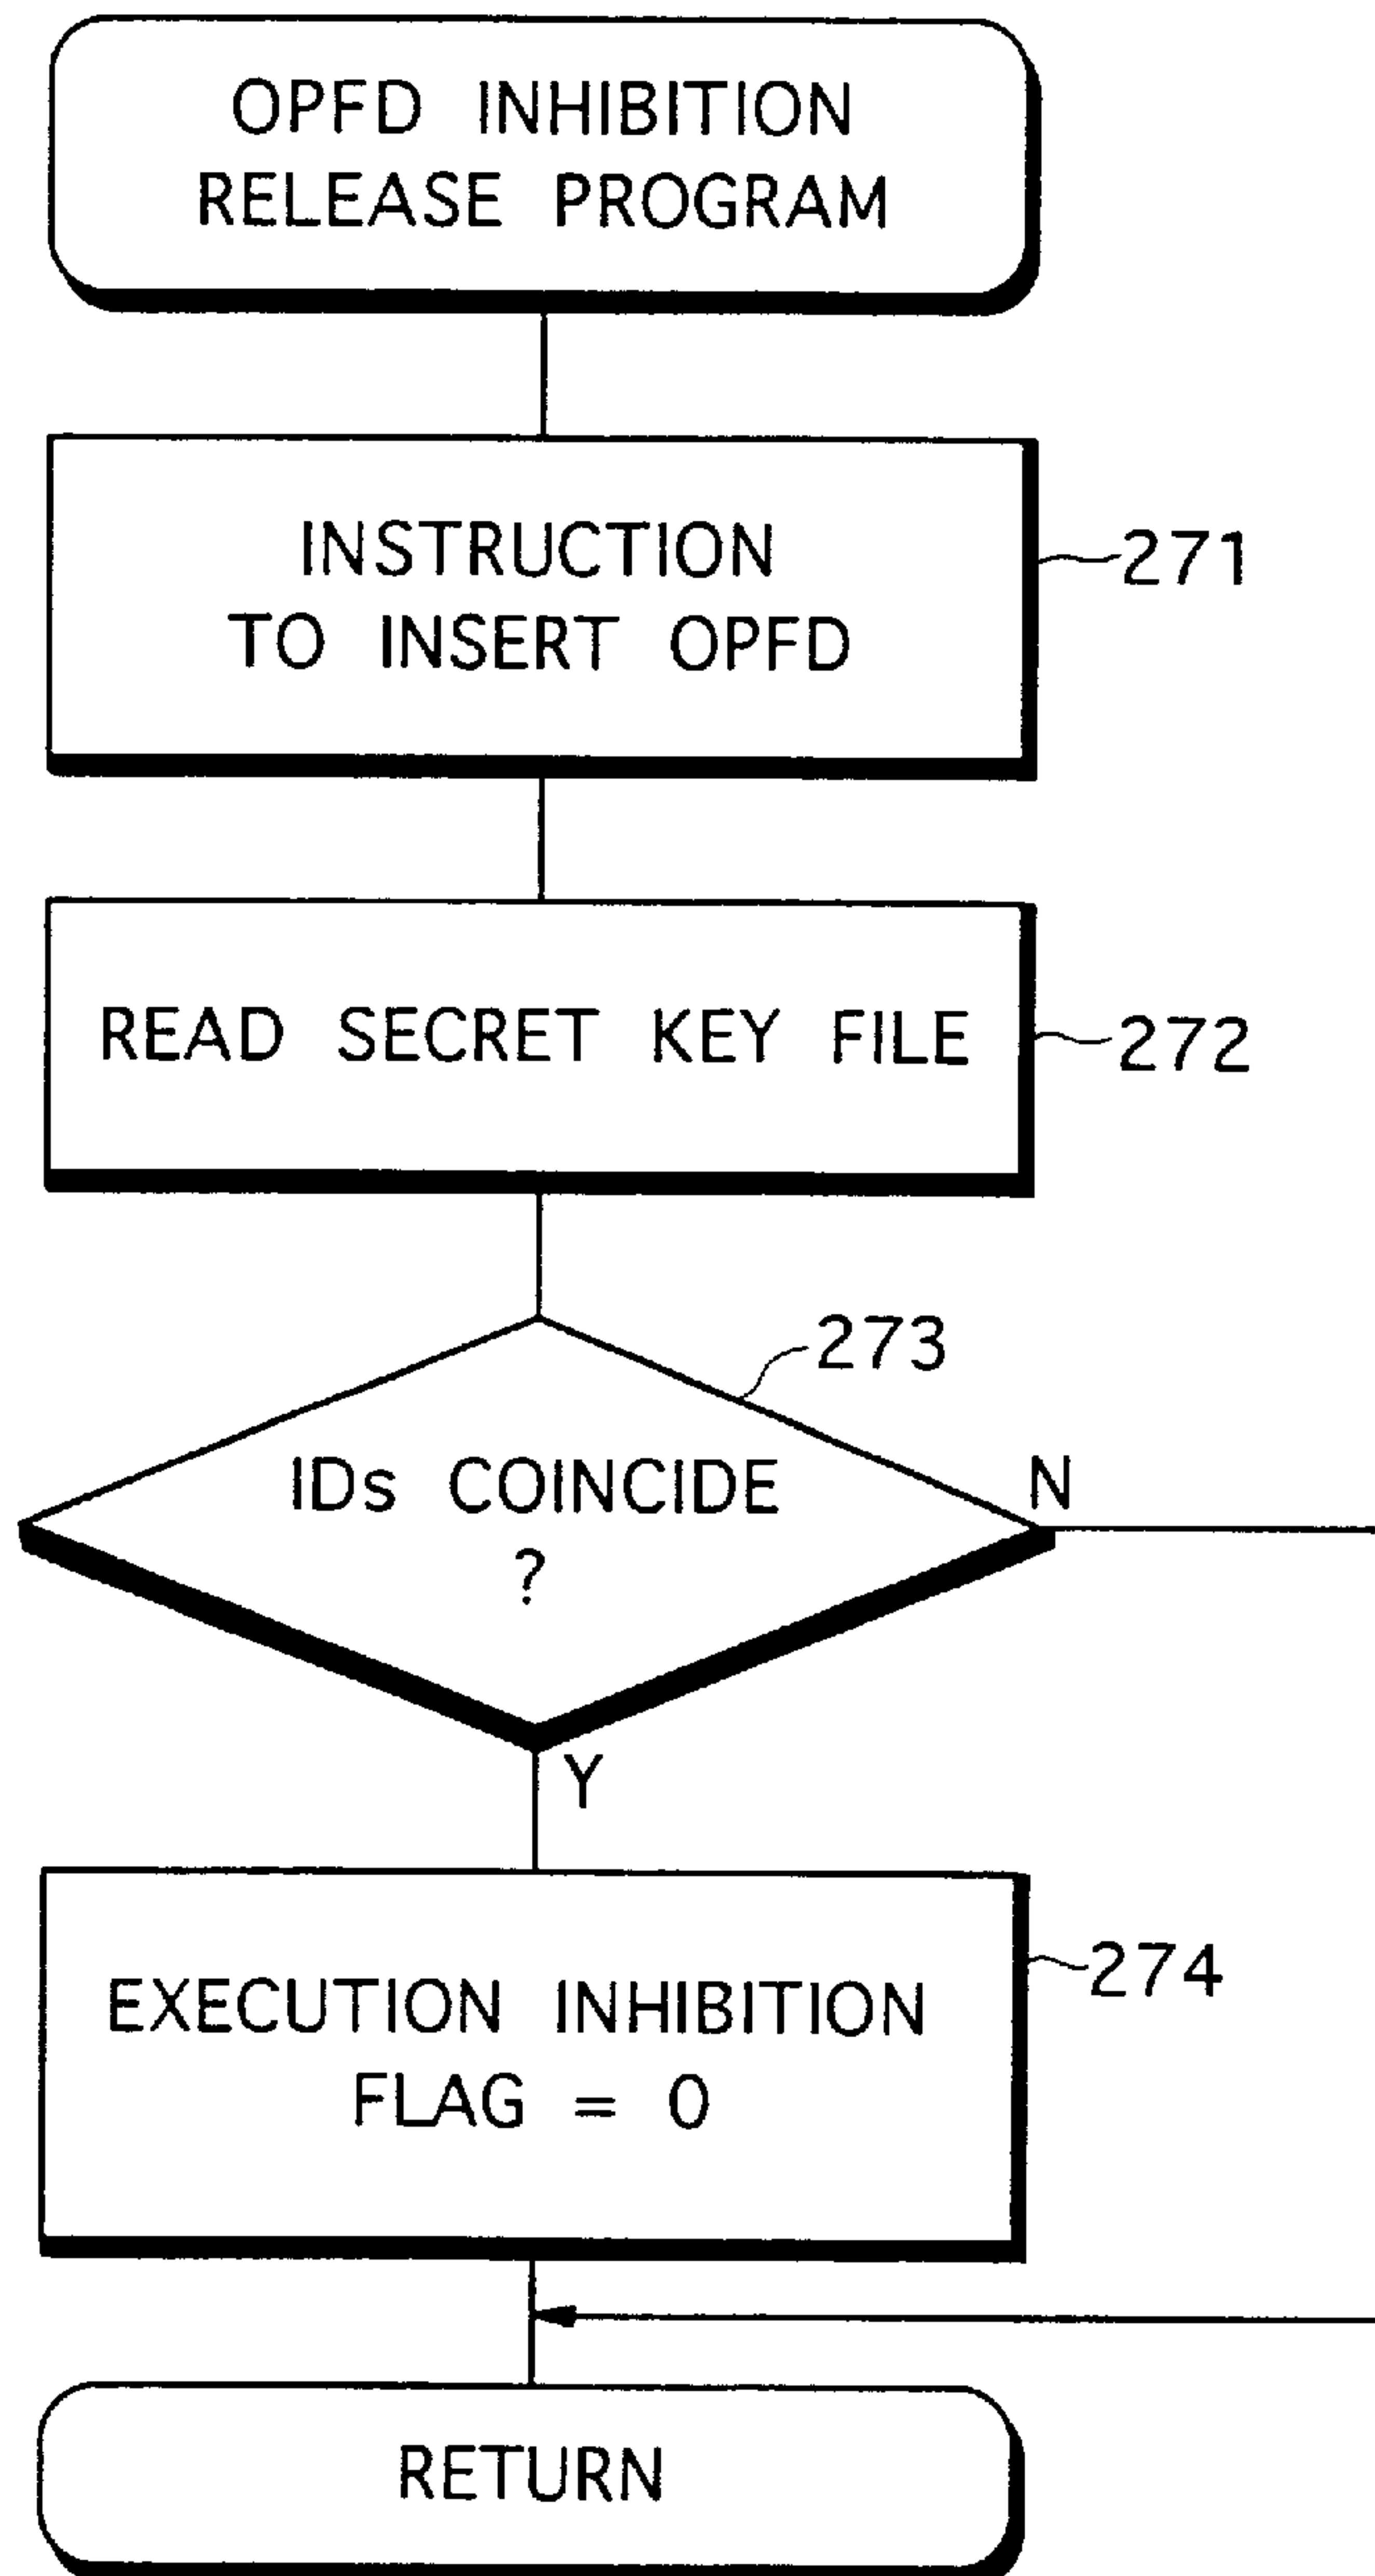 OPFD INHIBITION
RELEASE PROGRAM
INSTRUCTION
TO INSERT OPFD
271
READ SECRET KEY FILE
272
273
IDs COINCIDE
?
N
Y
EXECUTION INHIBITION
FLAG = 0
274
RETURN